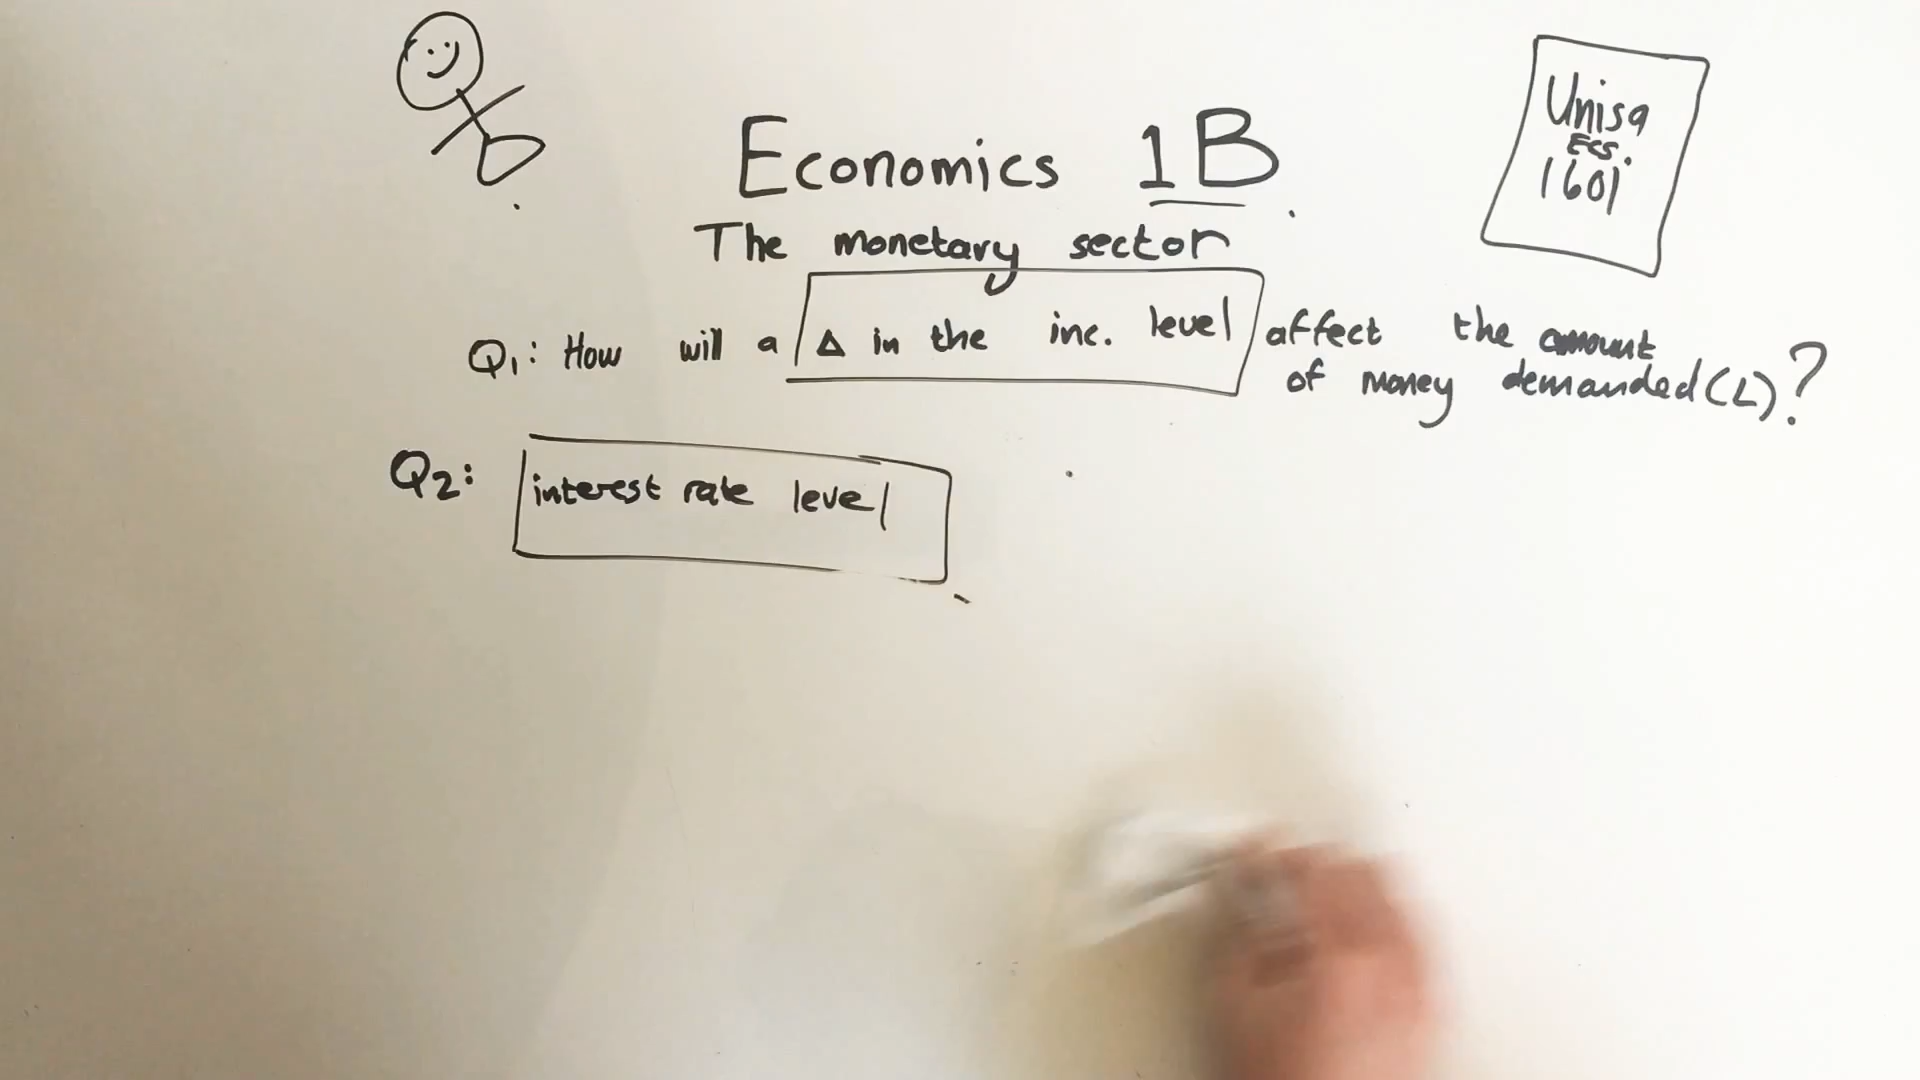 Economics 1B
Unisa
Ecs.
1601
The monetary sector
Q1: How will a Δ in the inc. level affect the amount
of money demanded (L)?
Q2: interest rate level